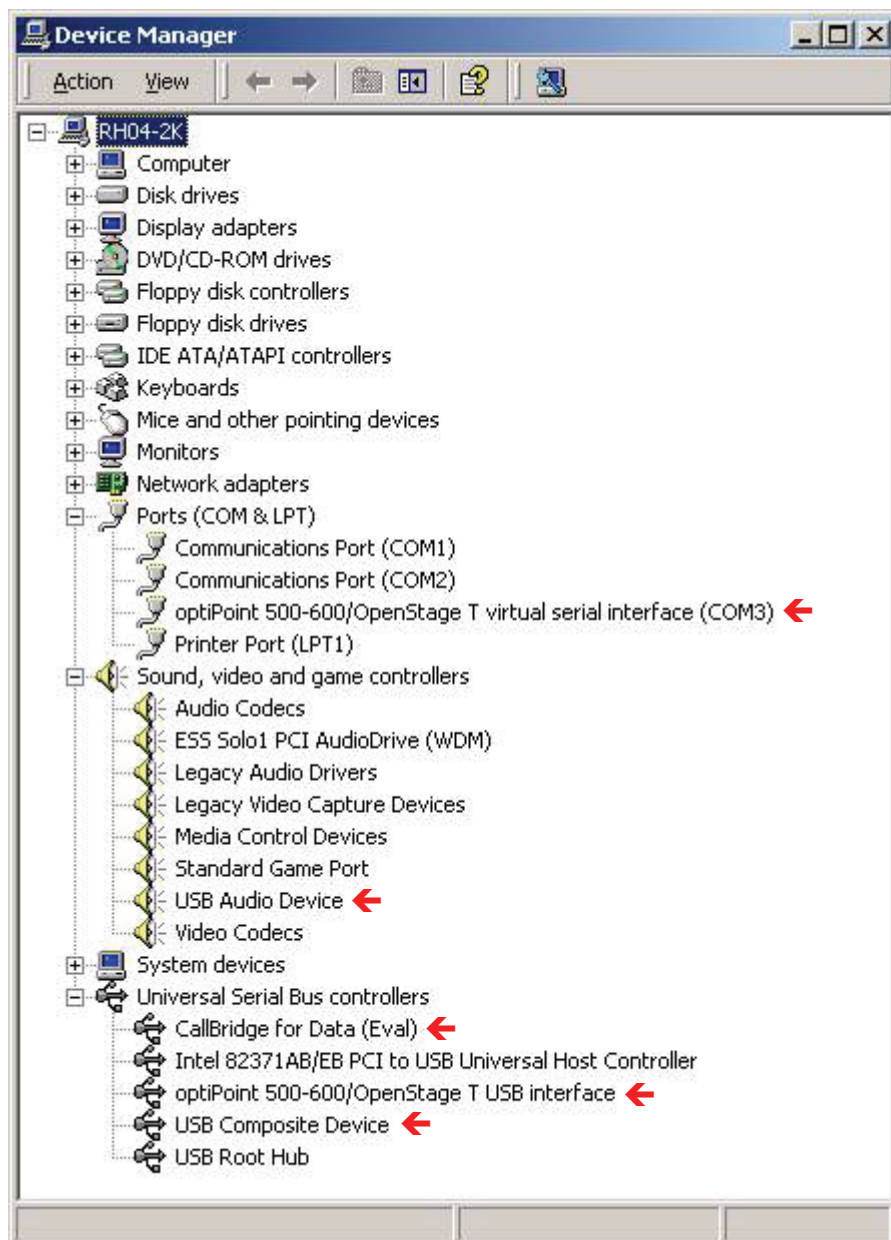 Device Manager
Action View
RH04-2K
Computer
Disk drives
Display adapters
DVD/CD-ROM drives
Floppy disk controllers
Floppy disk drives
IDE ATA/ATAPI controllers
Keyboards
Mice and other pointing devices
Monitors
Network adapters
Ports (COM & LPT)
Communications Port (COM1)
Communications Port (COM2)
optiPoint 500-600/OpenStage T virtual serial interface (COM3)
Printer Port (LPT1)
Sound, video and game controllers
Audio Codecs
ESS Solo1 PCI AudioDrive (WDM)
Legacy Audio Drivers
Legacy Video Capture Devices
Media Control Devices
Standard Game Port
USB Audio Device
Video Codecs
System devices
Universal Serial Bus controllers
CallBridge for Data (Eval)
Intel 82371AB/EB PCI to USB Universal Host Controller
optiPoint 500-600/OpenStage T USB interface
USB Composite Device
USB Root Hub